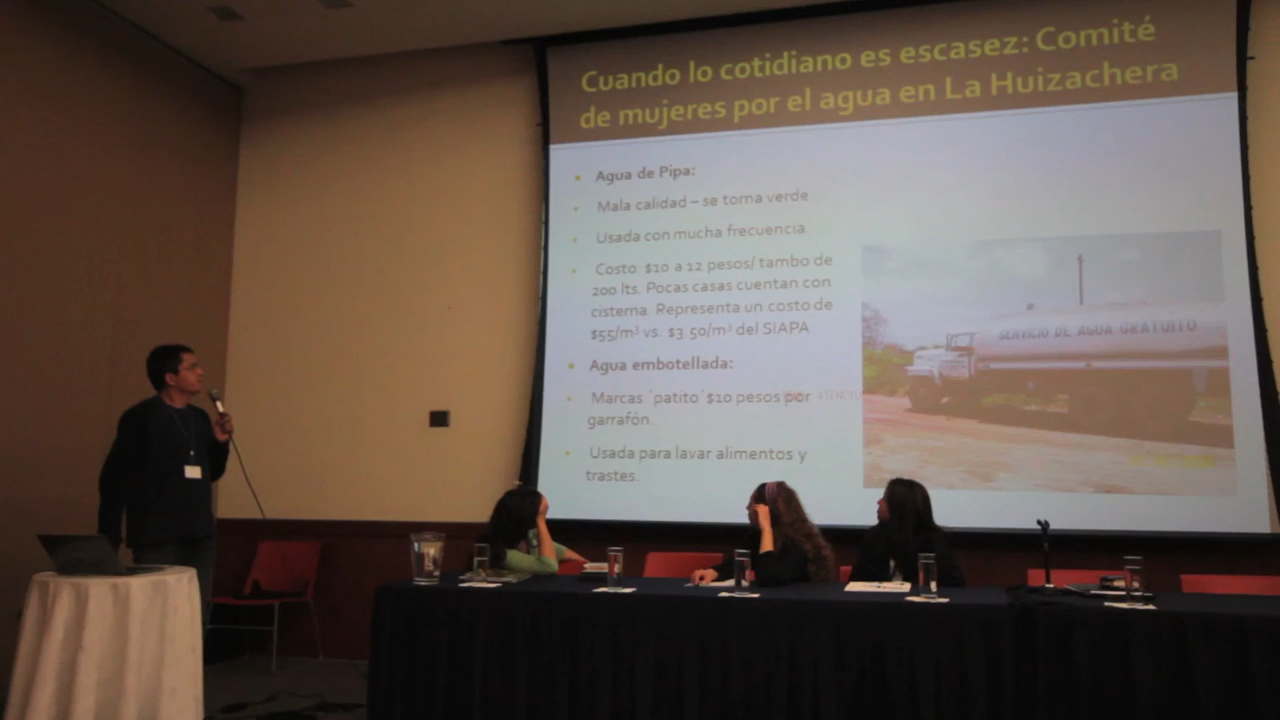 Cuando lo cotidiano es escasez: Comité
de mujeres por el agua en La Huizachera
Agua de Pipa:
Mala calidad – se torna verde
Usada con mucha frecuencia.
Costo: $10 a 12 pesos/ tambo de
200 lts. Pocas casas cuentan con
cisterna. Representa un costo de
$55/m³ vs. $3.50/m³ del SIAPA.
Agua embotellada:
Marcas ¨patito¨ $10 pesos por
garrafón.
Usada para lavar alimentos y
trastes.
SERVICIO DE AGUA GRATUITO